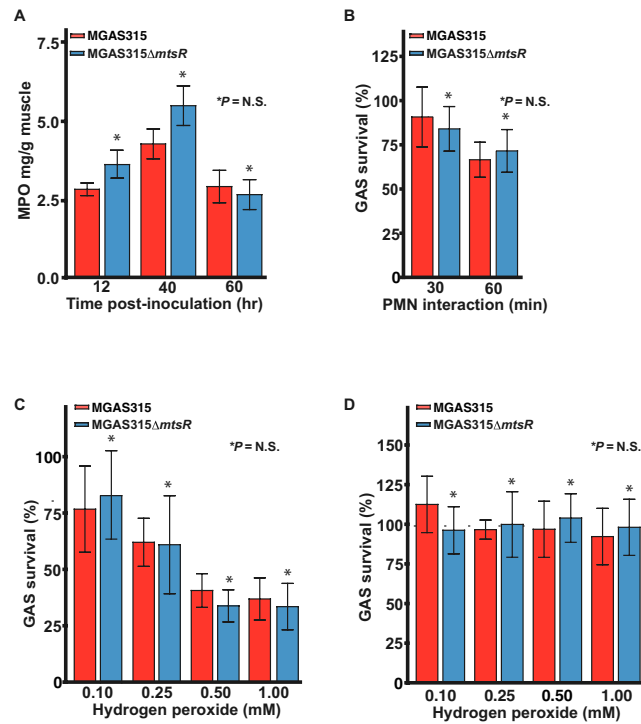 A
MGAS315
MGAS315ΔmtsR
*P = N.S.
MPO mg/g muscle
7.5
5.0
2.5
0.0
* * *
12 40 60
Time post-inoculation (hr)
B
MGAS315
MGAS315ΔmtsR
*P = N.S.
GAS survival (%)
125
100
75
50
25
0
* *
30 60
PMN interaction (min)
C
MGAS315
MGAS315ΔmtsR
*P = N.S.
GAS survival (%)
100
75
50
25
0
* * * *
0.10 0.25 0.50 1.00
Hydrogen peroxide (mM)
D
MGAS315
MGAS315ΔmtsR
*P = N.S.
GAS survival (%)
150
125
100
75
50
25
0
* * * *
0.10 0.25 0.50 1.00
Hydrogen peroxide (mM)